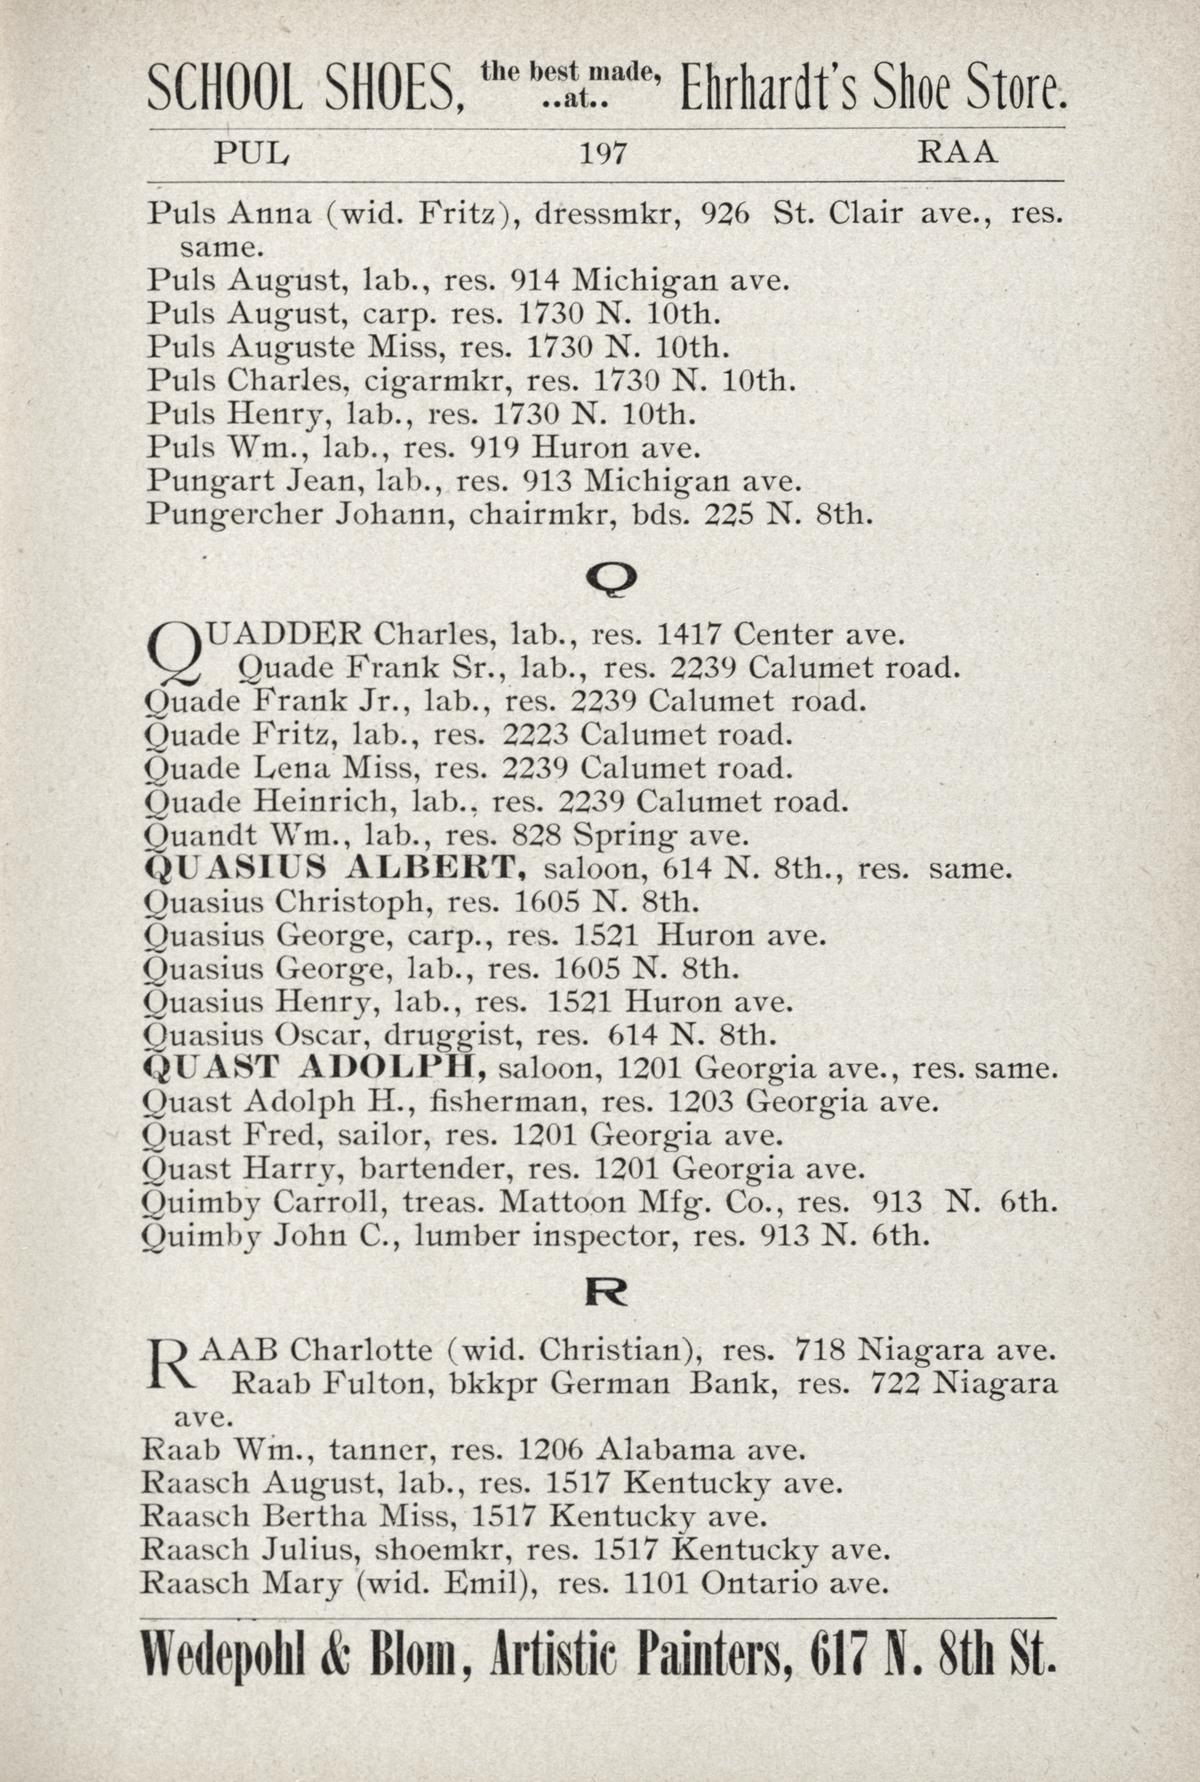 SCHOOL SHOES, the best made, ..at.. Ehrhardt's Shoe Store.
PUL 197 RAA
Puls Anna (wid. Fritz), dressmkr, 926 St. Clair ave., res.
same.
Puls August, lab., res. 914 Michigan ave.
Puls August, carp. res. 1730 N. 10th.
Puls Auguste Miss, res. 1730 N. 10th.
Puls Charles, cigarmkr, res. 1730 N. 10th.
Puls Henry, lab., res. 1730 N. 10th.
Puls Wm., lab., res. 919 Huron ave.
Pungart Jean, lab., res. 913 Michigan ave.
Pungercher Johann, chairmkr, bds. 225 N. 8th.
Q
QUADDER Charles, lab., res. 1417 Center ave.
Quade Frank Sr., lab., res. 2239 Calumet road.
Quade Frank Jr., lab., res. 2239 Calumet road.
Quade Fritz, lab., res. 2223 Calumet road.
Quade Lena Miss, res. 2239 Calumet road.
Quade Heinrich, lab., res. 2239 Calumet road.
Quandt Wm., lab., res. 828 Spring ave.
QUASIUS ALBERT, saloon, 614 N. 8th., res. same.
Quasius Christoph, res. 1605 N. 8th.
Quasius George, carp., res. 1521 Huron ave.
Quasius George, lab., res. 1605 N. 8th.
Quasius Henry, lab., res. 1521 Huron ave.
Quasius Oscar, druggist, res. 614 N. 8th.
QUAST ADOLPH, saloon, 1201 Georgia ave., res. same.
Quast Adolph H., fisherman, res. 1203 Georgia ave.
Quast Fred, sailor, res. 1201 Georgia ave.
Quast Harry, bartender, res. 1201 Georgia ave.
Quimby Carroll, treas. Mattoon Mfg. Co., res. 913 N. 6th.
Quimby John C., lumber inspector, res. 913 N. 6th.
R
RAAB Charlotte (wid. Christian), res. 718 Niagara ave.
Raab Fulton, bkkpr German Bank, res. 722 Niagara
ave.
Raab Wm., tanner, res. 1206 Alabama ave.
Raasch August, lab., res. 1517 Kentucky ave.
Raasch Bertha Miss, 1517 Kentucky ave.
Raasch Julius, shoemkr, res. 1517 Kentucky ave.
Raasch Mary (wid. Emil), res. 1101 Ontario ave.
Wedepohl & Blom, Artistic Painters, 617 N. 8th St.